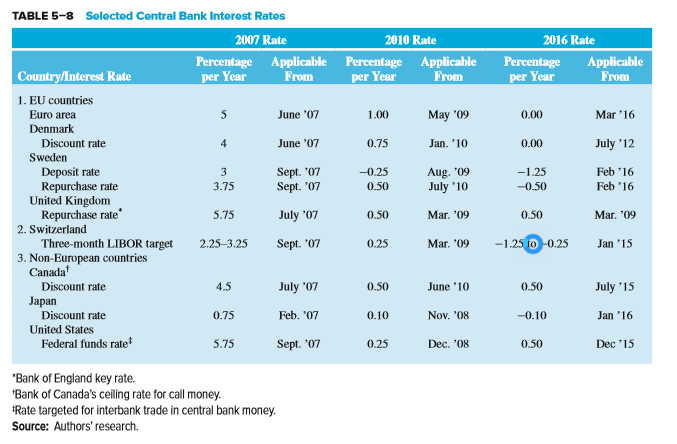 TABLE 5–8 Selected Central Bank Interest Rates
2007 Rate 2010 Rate 2016 Rate
Percentage Applicable Percentage Applicable Percentage Applicable
Country/Interest Rate per Year From per Year From per Year From
1. EU countries
Euro area 5 June ’07 1.00 May ’09 0.00 Mar ’16
Denmark
Discount rate 4 June ’07 0.75 Jan. ’10 0.00 July ’12
Sweden
Deposit rate 3 Sept. ’07 −0.25 Aug. ’09 −1.25 Feb ’16
Repurchase rate 3.75 Sept. ’07 0.50 July ’10 −0.50 Feb ’16
United Kingdom
Repurchase rate* 5.75 July ’07 0.50 Mar. ’09 0.50 Mar. ’09
2. Switzerland
Three-month LIBOR target 2.25–3.25 Sept. ’07 0.25 Mar. ’09 −1.25 to −0.25 Jan ’15
3. Non-European countries
Canada†
Discount rate 4.5 July ’07 0.50 June ’10 0.50 July ’15
Japan
Discount rate 0.75 Feb. ’07 0.10 Nov. ’08 −0.10 Jan ’16
United States
Federal funds rate‡ 5.75 Sept. ’07 0.25 Dec. ’08 0.50 Dec ’15
*Bank of England key rate.
†Bank of Canada’s ceiling rate for call money.
‡Rate targeted for interbank trade in central bank money.
Source: Authors’ research.